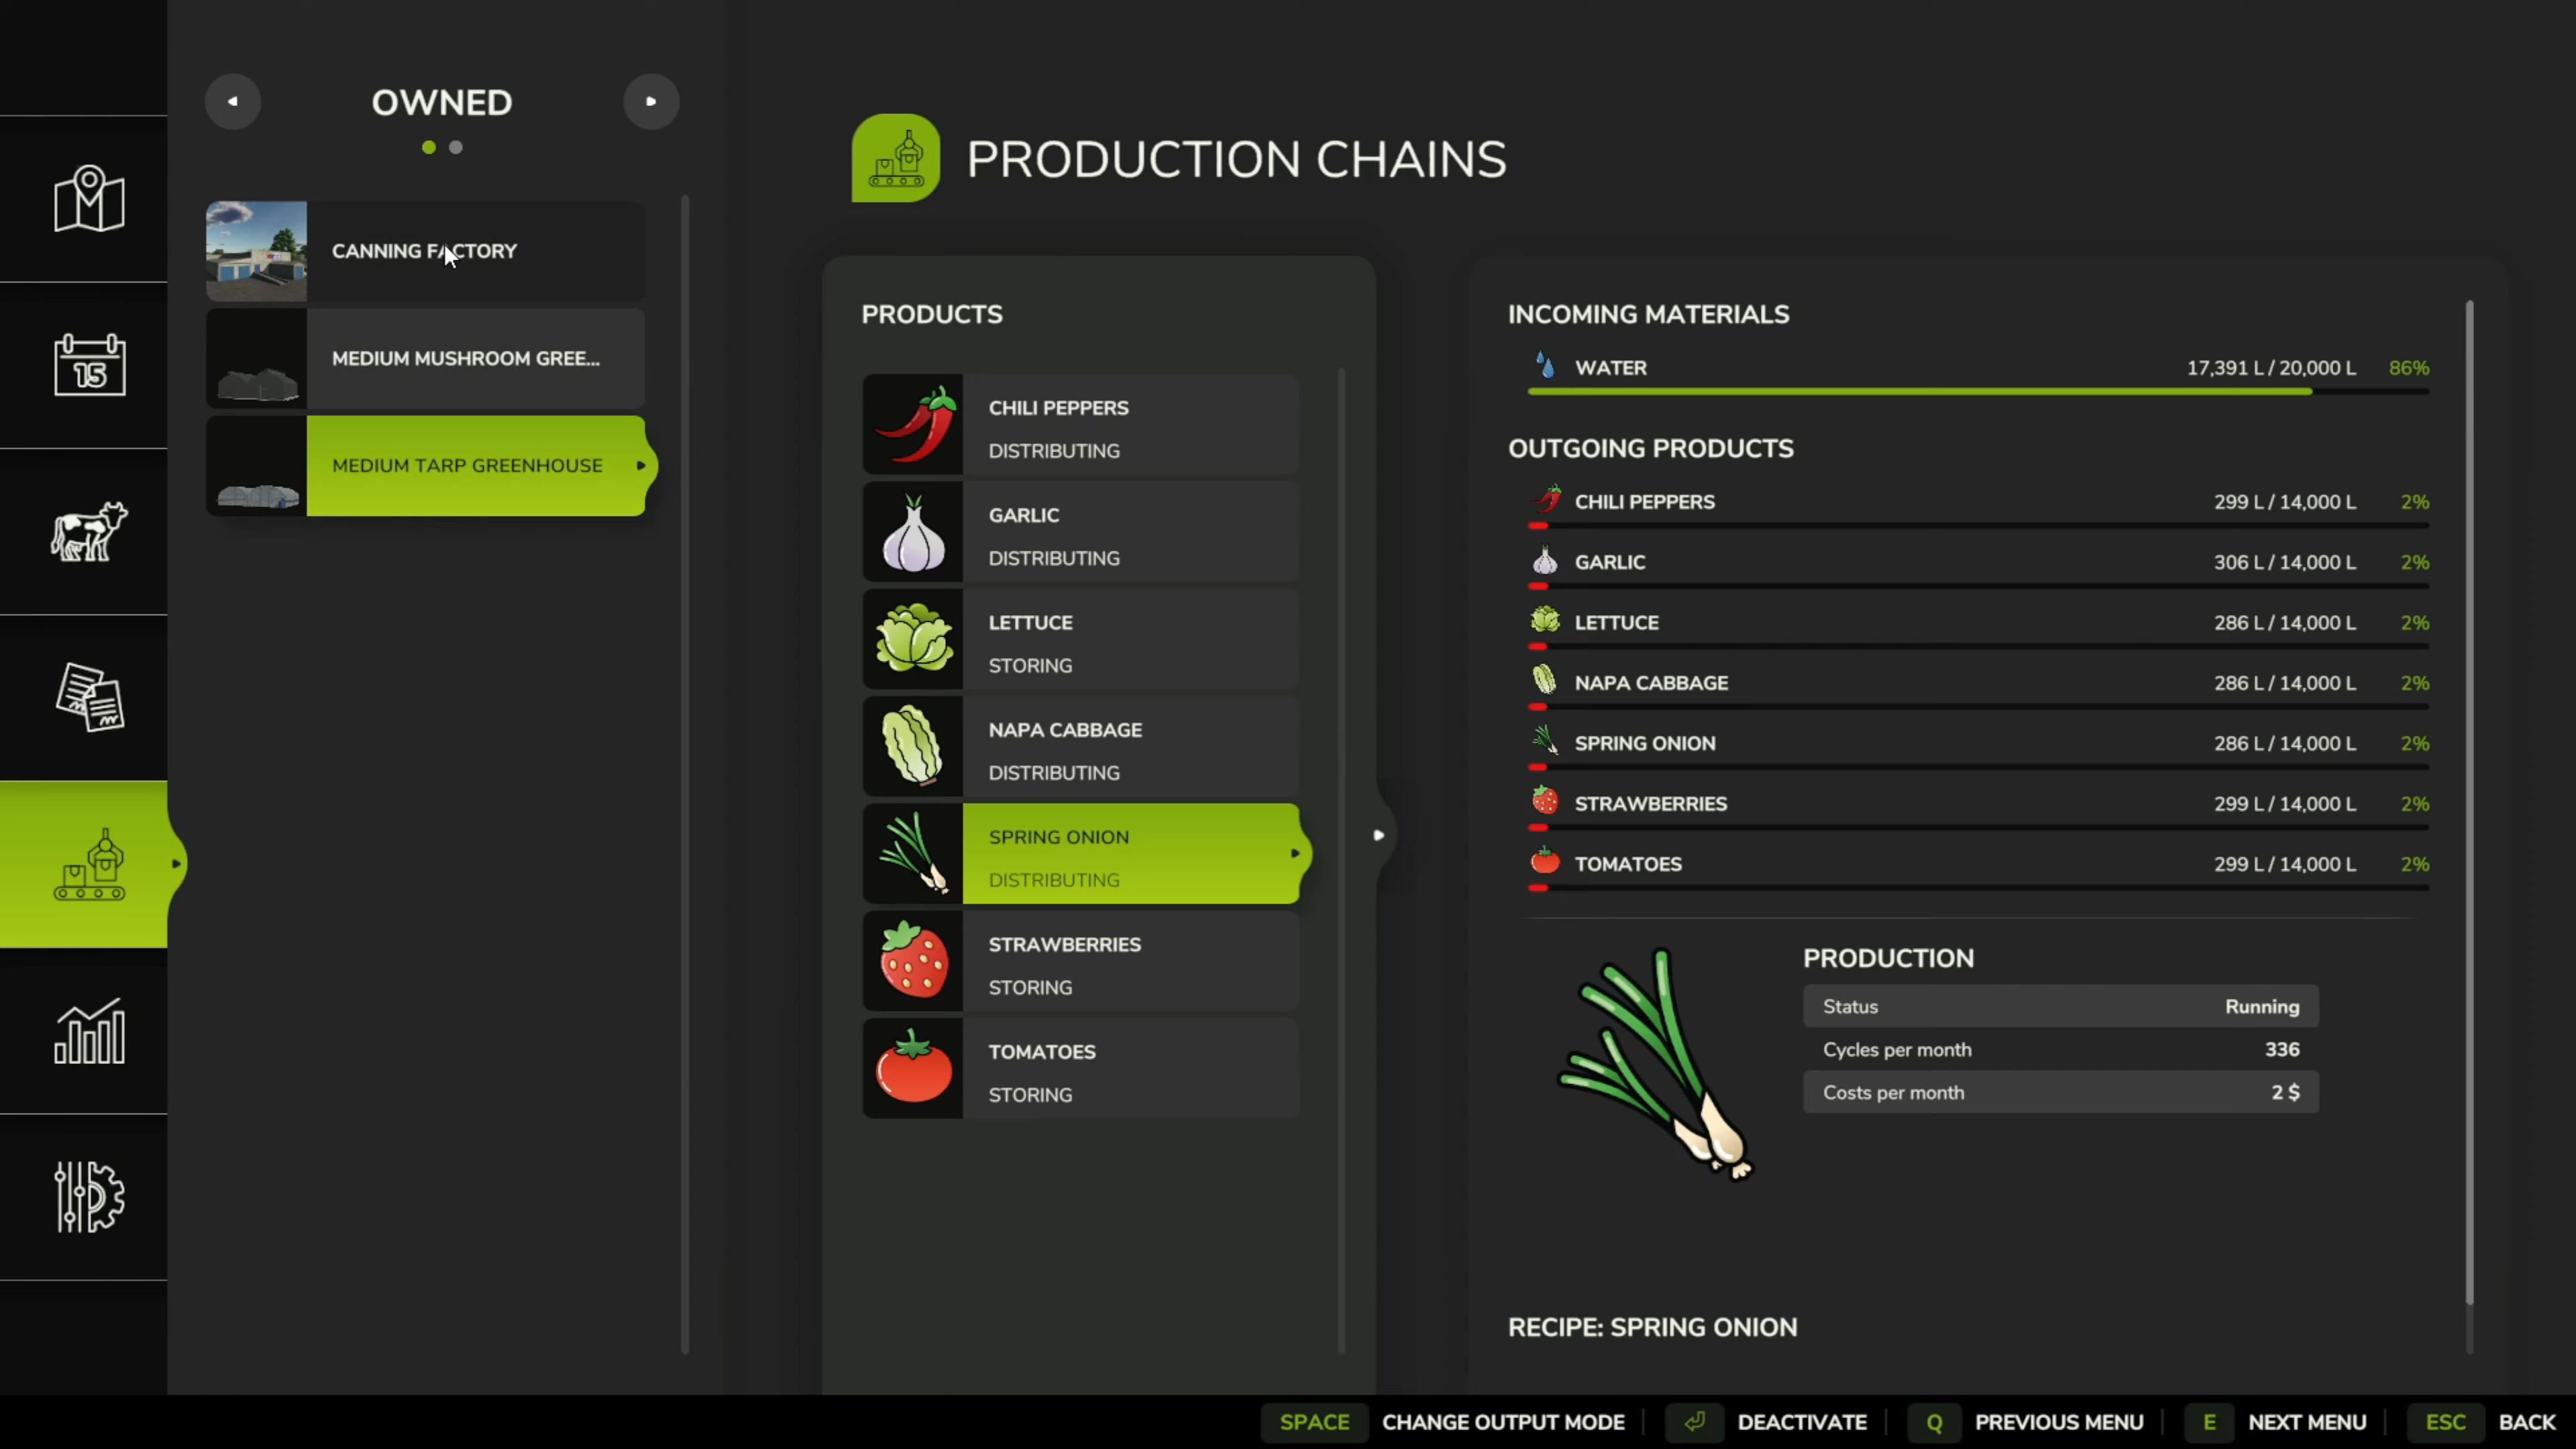 OWNED
CANNING FACTORY
MEDIUM MUSHROOM GREE...
MEDIUM TARP GREENHOUSE
15
PRODUCTION CHAINS
PRODUCTS
CHILI PEPPERS
DISTRIBUTING
GARLIC
DISTRIBUTING
LETTUCE
STORING
NAPA CABBAGE
DISTRIBUTING
SPRING ONION
DISTRIBUTING
STRAWBERRIES
STORING
TOMATOES
STORING
INCOMING MATERIALS
WATER 17,391 L / 20,000 L 86%
OUTGOING PRODUCTS
CHILI PEPPERS 299 L / 14,000 L 2%
GARLIC 306 L / 14,000 L 2%
LETTUCE 286 L / 14,000 L 2%
NAPA CABBAGE 286 L / 14,000 L 2%
SPRING ONION 286 L / 14,000 L 2%
STRAWBERRIES 299 L / 14,000 L 2%
TOMATOES 299 L / 14,000 L 2%
PRODUCTION
Status Running
Cycles per month 336
Costs per month 2 $
RECIPE: SPRING ONION
SPACE CHANGE OUTPUT MODE DEACTIVATE Q PREVIOUS MENU E NEXT MENU ESC BACK